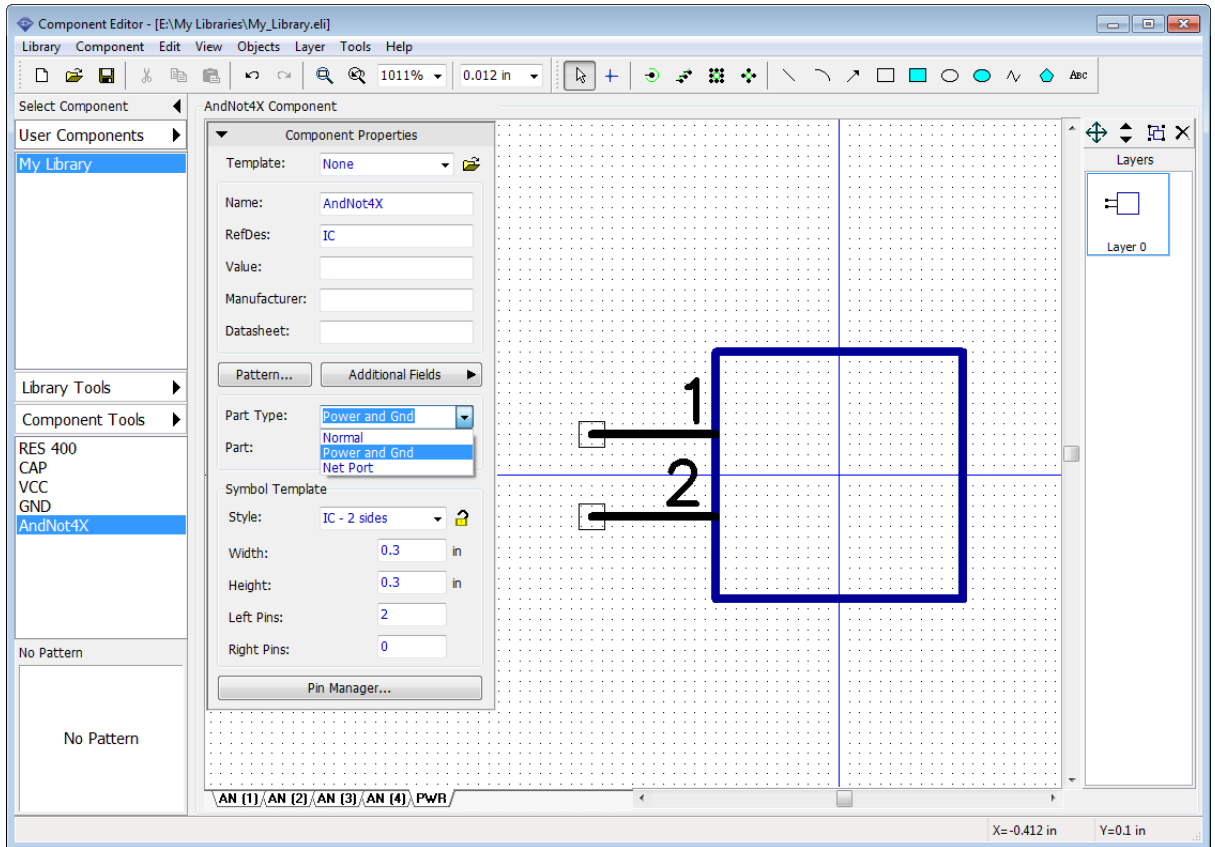 Component Editor - [E:\My Libraries\My_Library.eli]
Library Component Edit View Objects Layer Tools Help
1011% 0.012 in ABC
Select Component
User Components
My Library
Library Tools
Component Tools
RES 400
CAP
VCC
GND
AndNot4X
No Pattern
No Pattern
AndNot4X Component
Component Properties
Template: None
Name: AndNot4X
RefDes: IC
Value:
Manufacturer:
Datasheet:
Pattern... Additional Fields
Part Type: Power and Gnd
Normal
Part: Power and Gnd
Net Port
Symbol Template
Style: IC - 2 sides
Width: 0.3 in
Height: 0.3 in
Left Pins: 2
Right Pins: 0
Pin Manager...
1
2
AN (1) AN (2) AN (3) AN (4) PWR
Layers
Layer 0
X=-0.412 in Y=0.1 in